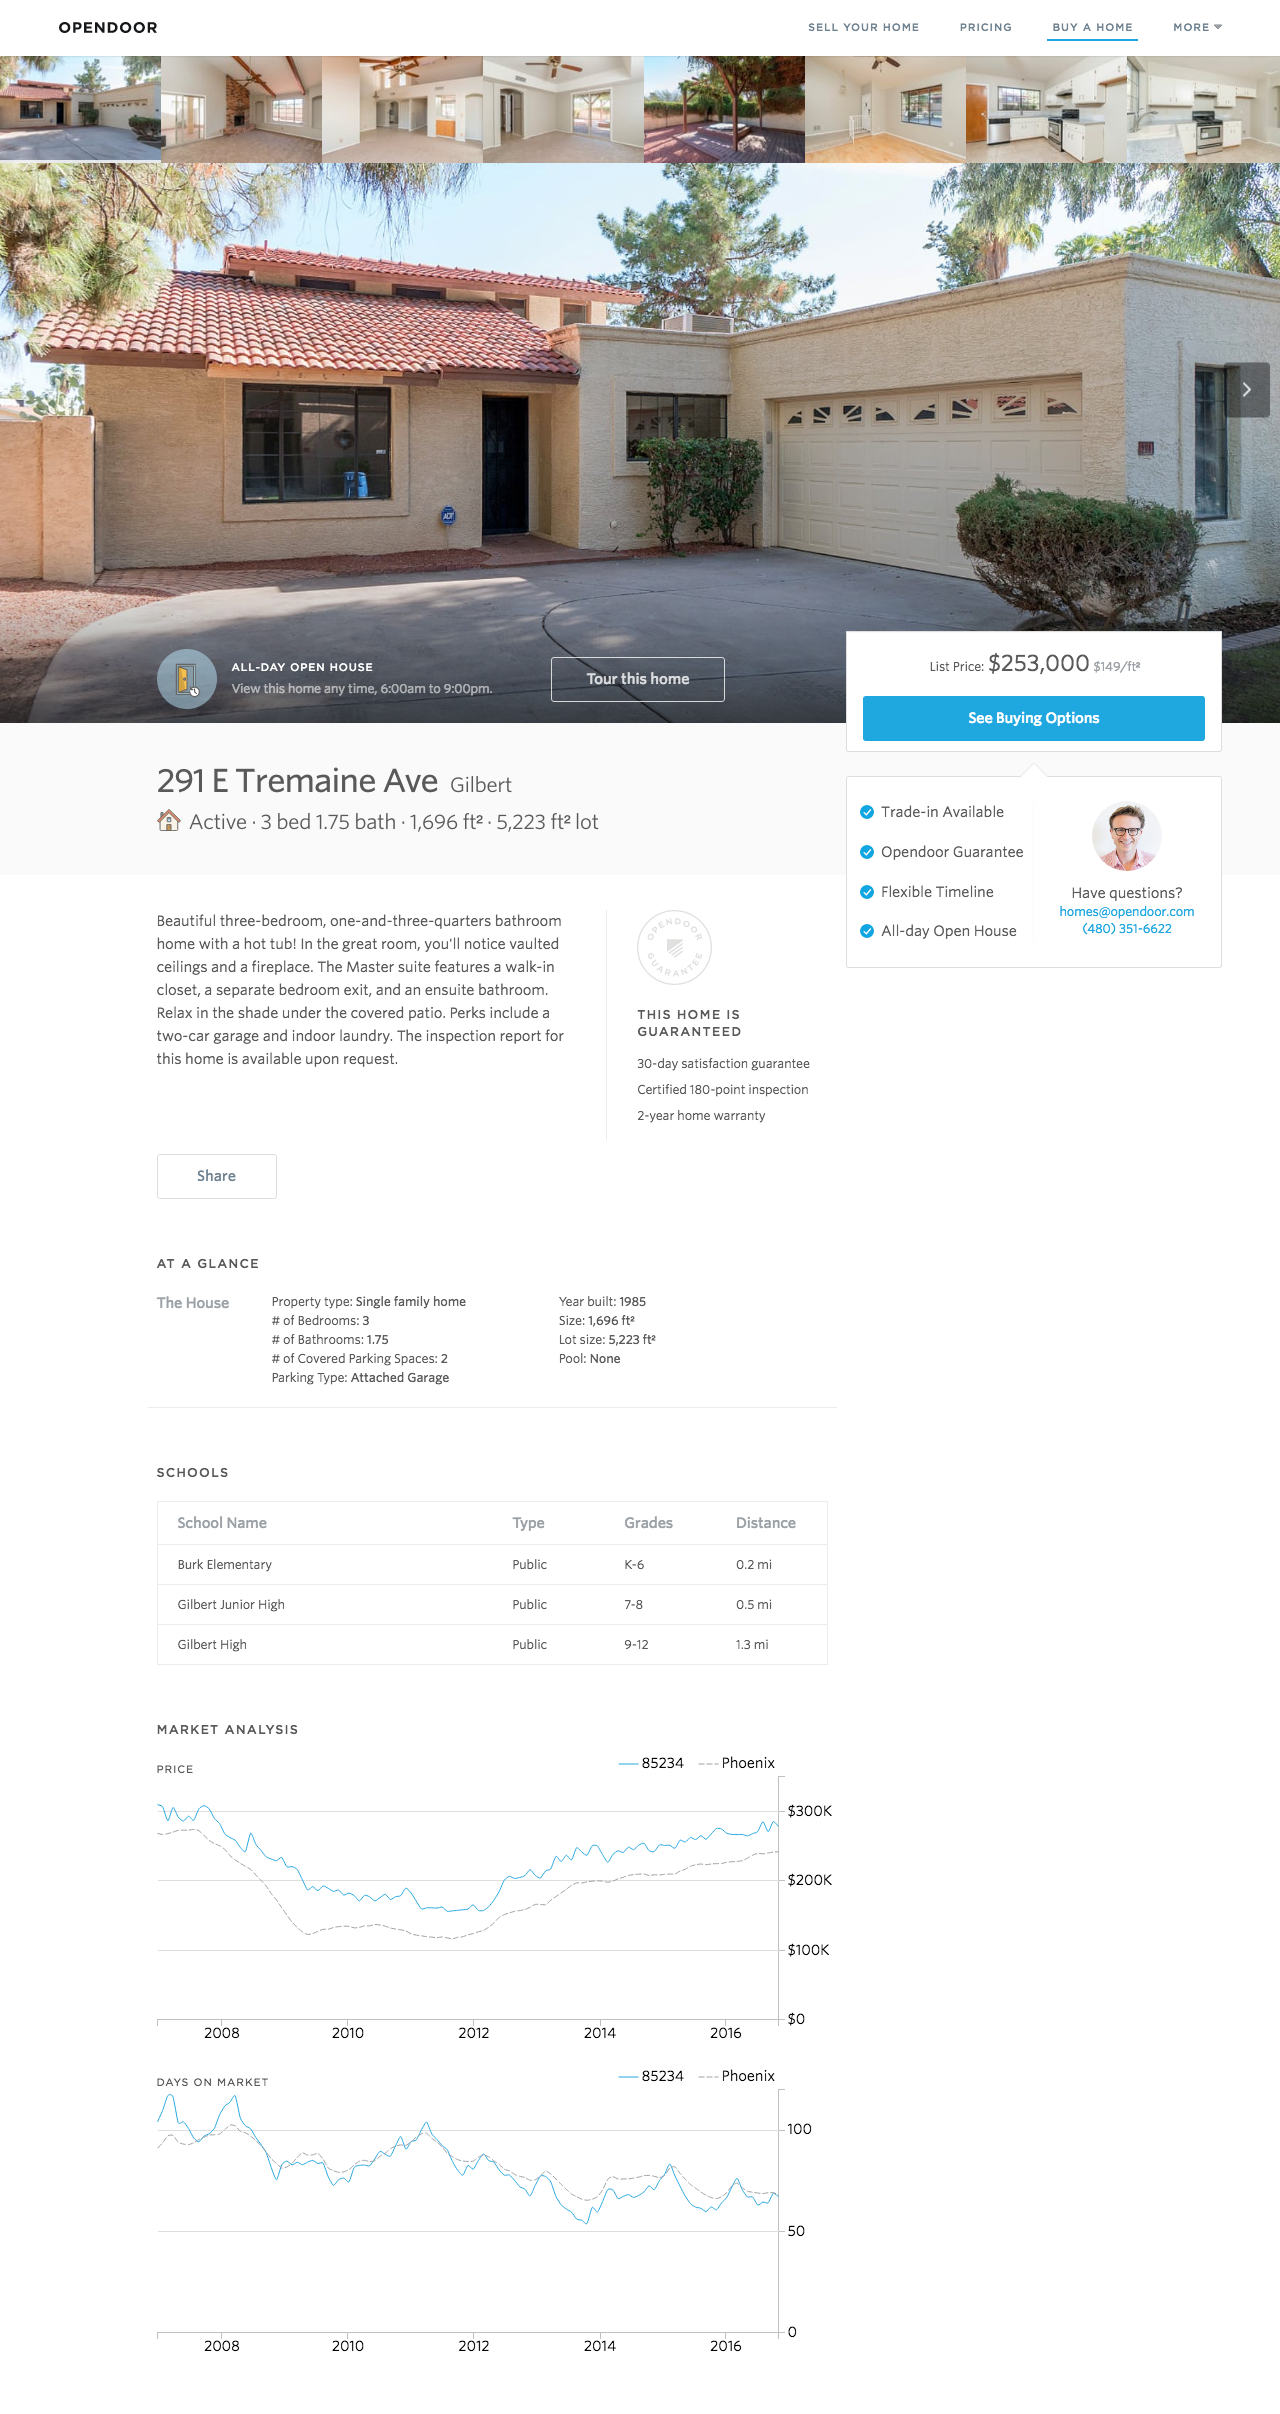 OPENDOOR
SELL YOUR HOME PRICING BUY A HOME MORE
ADT
ALL-DAY OPEN HOUSE
View this home any time, 6:00am to 9:00pm.
Tour this home
List Price: $253,000 $149/ft²
See Buying Options
291 E Tremaine Ave Gilbert
Active · 3 bed 1.75 bath · 1,696 ft² · 5,223 ft² lot
Trade-in Available
Opendoor Guarantee
Flexible Timeline
All-day Open House
Have questions?
homes@opendoor.com
(480) 351-6622
Beautiful three-bedroom, one-and-three-quarters bathroom
home with a hot tub! In the great room, you'll notice vaulted
ceilings and a fireplace. The Master suite features a walk-in
closet, a separate bedroom exit, and an ensuite bathroom.
Relax in the shade under the covered patio. Perks include a
two-car garage and indoor laundry. The inspection report for
this home is available upon request.
OPENDOOR GUARANTEE
THIS HOME IS
GUARANTEED
30-day satisfaction guarantee
Certified 180-point inspection
2-year home warranty
Share
AT A GLANCE
The House
Property type: Single family home
# of Bedrooms: 3
# of Bathrooms: 1.75
# of Covered Parking Spaces: 2
Parking Type: Attached Garage
Year built: 1985
Size: 1,696 ft²
Lot size: 5,223 ft²
Pool: None
SCHOOLS
School Name Type Grades Distance
Burk Elementary Public K-6 0.2 mi
Gilbert Junior High Public 7-8 0.5 mi
Gilbert High Public 9-12 1.3 mi
MARKET ANALYSIS
PRICE
85234 Phoenix
$300K
$200K
$100K
$0
2008 2010 2012 2014 2016
DAYS ON MARKET
85234 Phoenix
100
50
0
2008 2010 2012 2014 2016